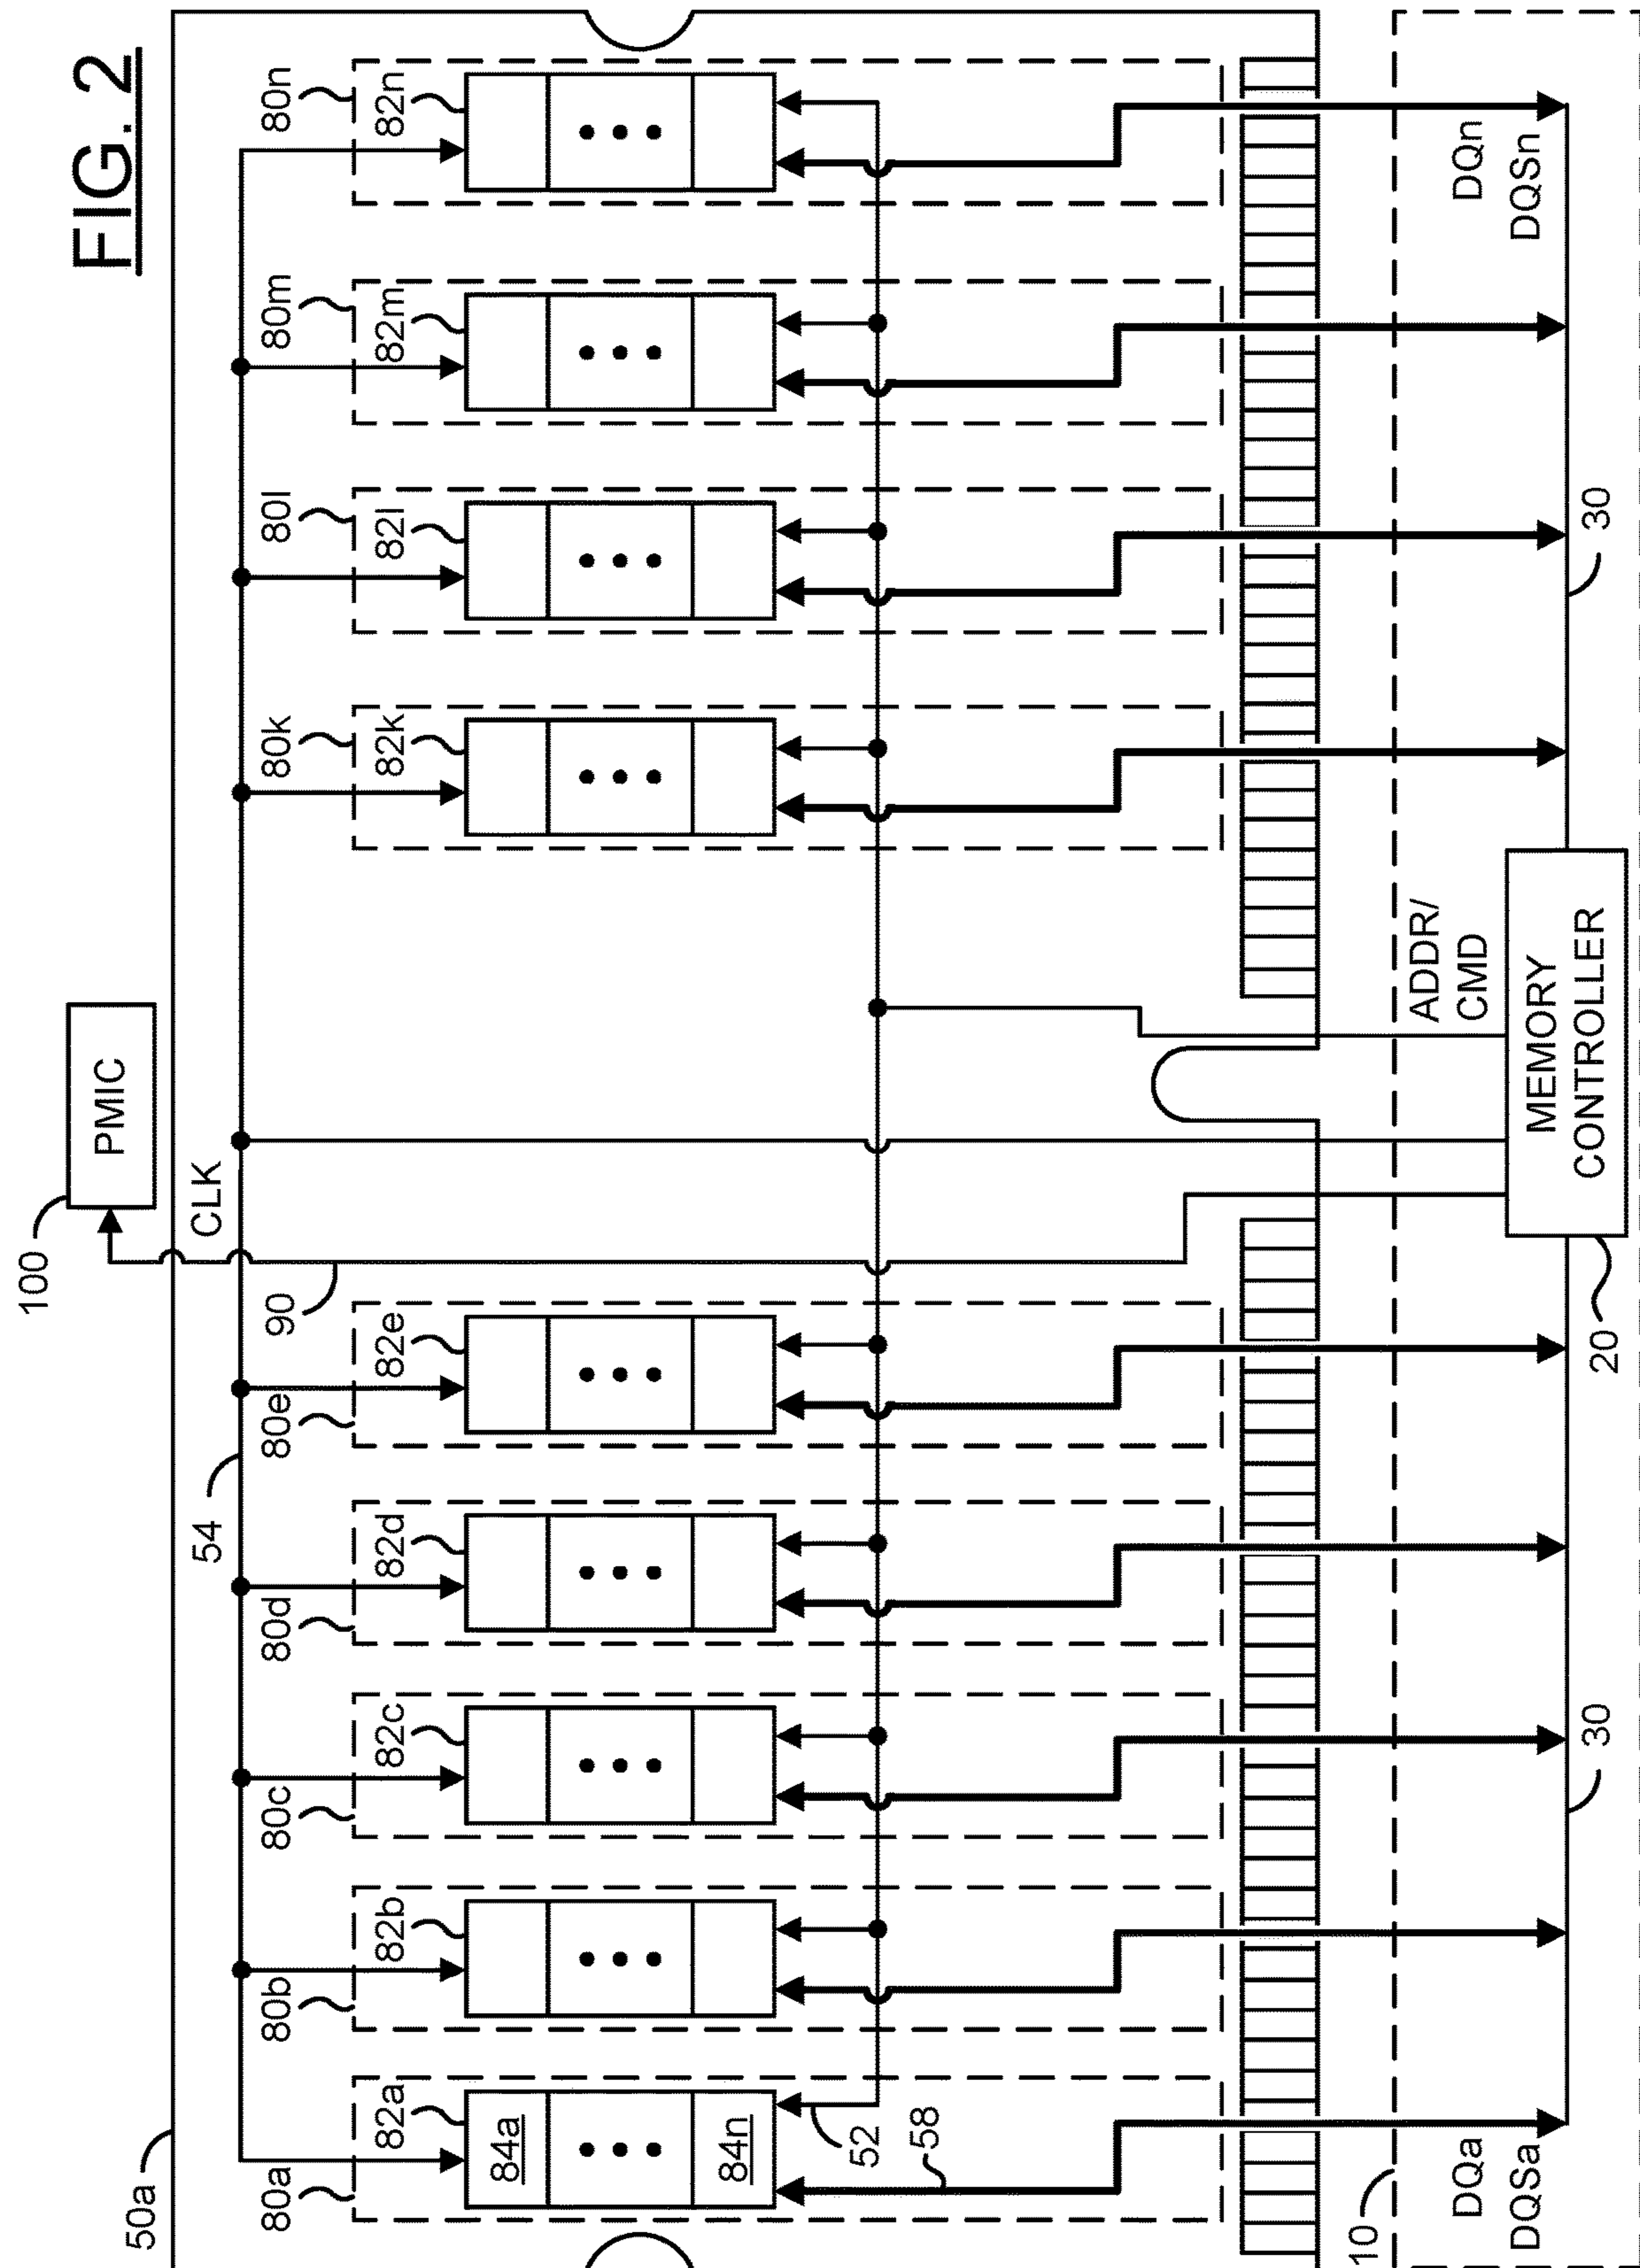 FIG. 2
100
PMIC
50a
54
CLK
90
80a
80b
80c
80d
80e
80k
80l
80m
80n
82a
82b
82c
82d
82e
82k
82l
82m
82n
84a
84n
52
58
10
ADDR/
CMD
DQa
DQSa
DQn
DQSn
MEMORY
CONTROLLER
30
20
30